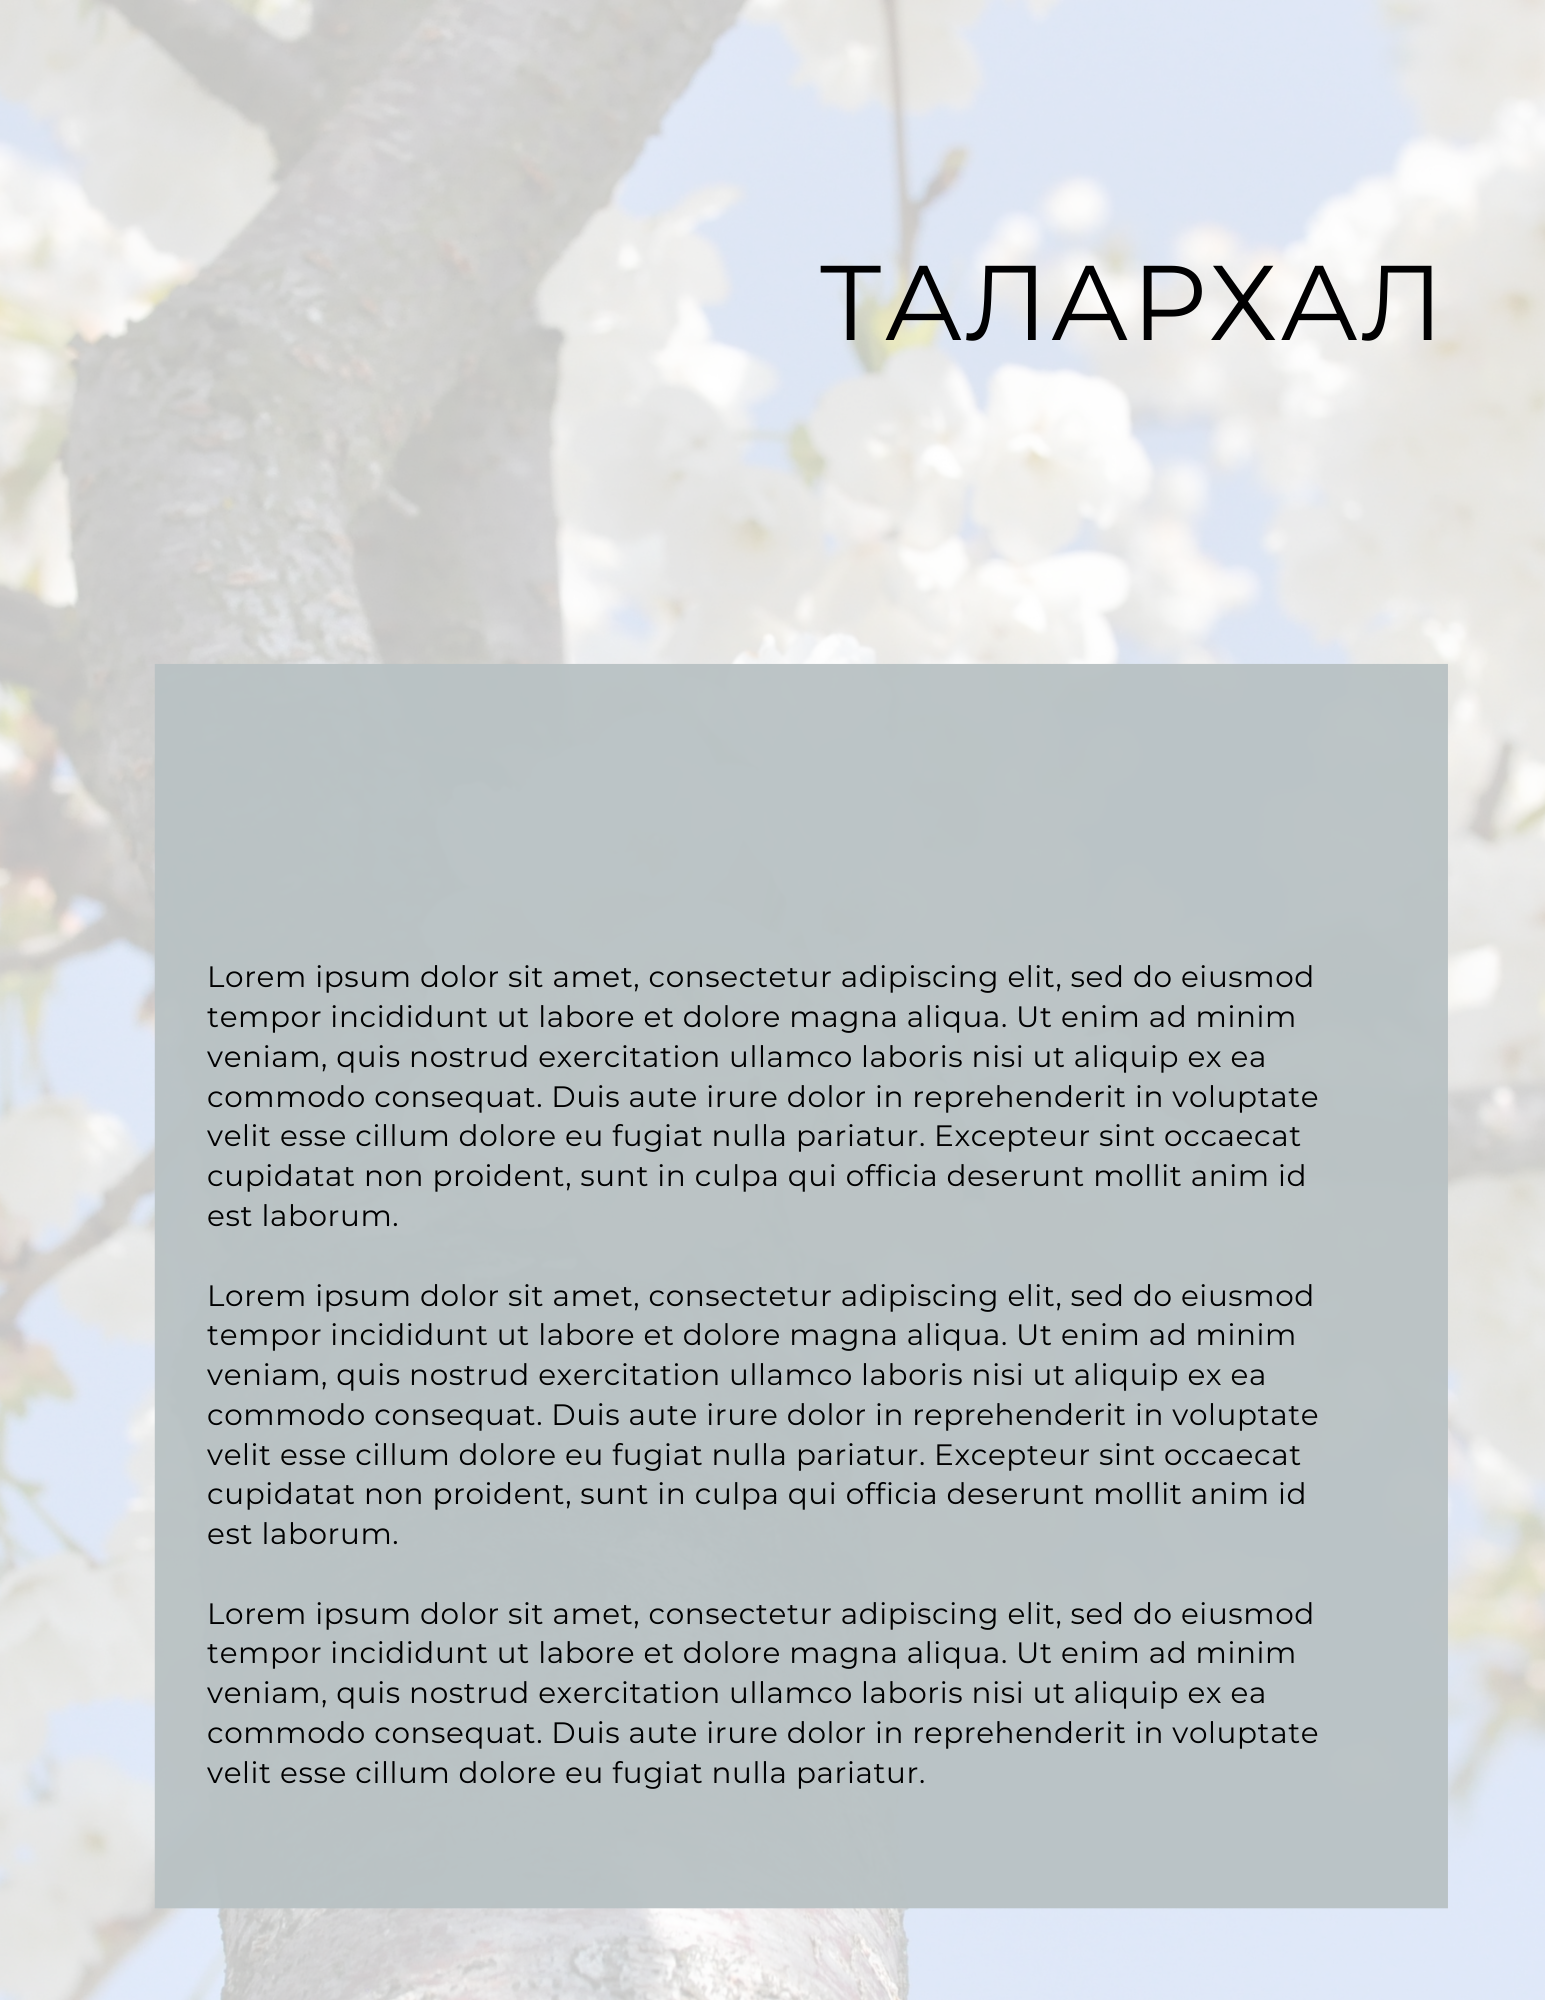 ТАЛАРХАЛ
Lorem ipsum dolor sit amet, consectetur adipiscing elit, sed do eiusmod
tempor incididunt ut labore et dolore magna aliqua. Ut enim ad minim
veniam, quis nostrud exercitation ullamco laboris nisi ut aliquip ex ea
commodo consequat. Duis aute irure dolor in reprehenderit in voluptate
velit esse cillum dolore eu fugiat nulla pariatur. Excepteur sint occaecat
cupidatat non proident, sunt in culpa qui officia deserunt mollit anim id
est laborum.
Lorem ipsum dolor sit amet, consectetur adipiscing elit, sed do eiusmod
tempor incididunt ut labore et dolore magna aliqua. Ut enim ad minim
veniam, quis nostrud exercitation ullamco laboris nisi ut aliquip ex ea
commodo consequat. Duis aute irure dolor in reprehenderit in voluptate
velit esse cillum dolore eu fugiat nulla pariatur. Excepteur sint occaecat
cupidatat non proident, sunt in culpa qui officia deserunt mollit anim id
est laborum.
Lorem ipsum dolor sit amet, consectetur adipiscing elit, sed do eiusmod
tempor incididunt ut labore et dolore magna aliqua. Ut enim ad minim
veniam, quis nostrud exercitation ullamco laboris nisi ut aliquip ex ea
commodo consequat. Duis aute irure dolor in reprehenderit in voluptate
velit esse cillum dolore eu fugiat nulla pariatur.